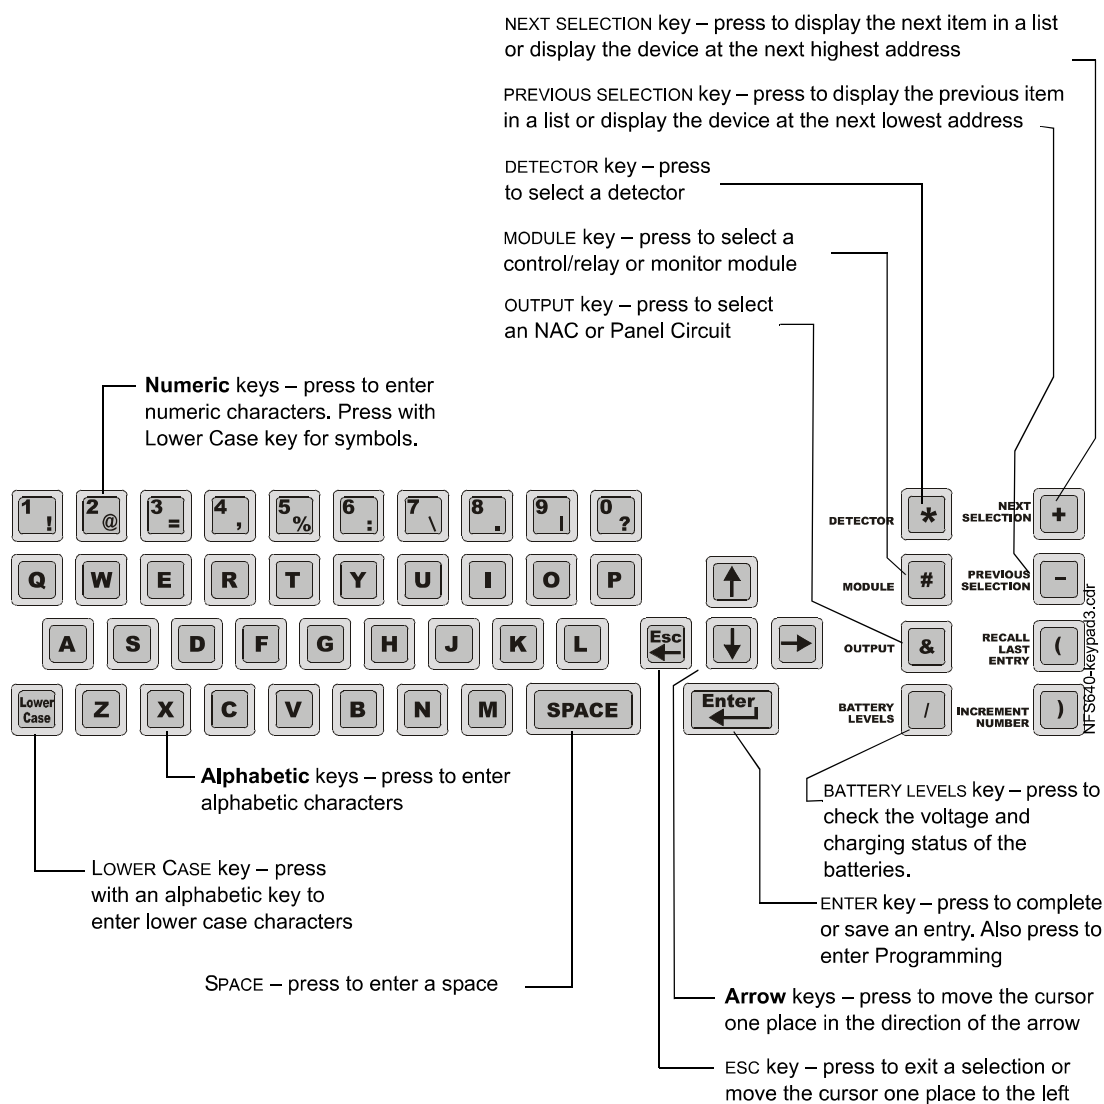 NEXT SELECTION key – press to display the next item in a list
or display the device at the next highest address
PREVIOUS SELECTION key – press to display the previous item
in a list or display the device at the next lowest address
DETECTOR key – press
to select a detector
MODULE key – press to select a
control/relay or monitor module
OUTPUT key – press to select
an NAC or Panel Circuit
Numeric keys – press to enter
numeric characters. Press with
Lower Case key for symbols.
1 ! 2 @ 3 = 4 , 5 % 6 : 7 \ 8 . 9 | 0 ?
DETECTOR * NEXT SELECTION +
Q W E R T Y U I O P
MODULE # PREVIOUS SELECTION –
A S D F G H J K L
Esc
OUTPUT & RECALL LAST ENTRY (
Lower Case Z X C V B N M SPACE
Enter
BATTERY LEVELS / INCREMENT NUMBER )
NFS640-keypad3.cdr
Alphabetic keys – press to enter
alphabetic characters
BATTERY LEVELS key – press to
check the voltage and
charging status of the
batteries.
LOWER CASE key – press
with an alphabetic key to
enter lower case characters
ENTER key – press to complete
or save an entry. Also press to
enter Programming
SPACE – press to enter a space
Arrow keys – press to move the cursor
one place in the direction of the arrow
ESC key – press to exit a selection or
move the cursor one place to the left